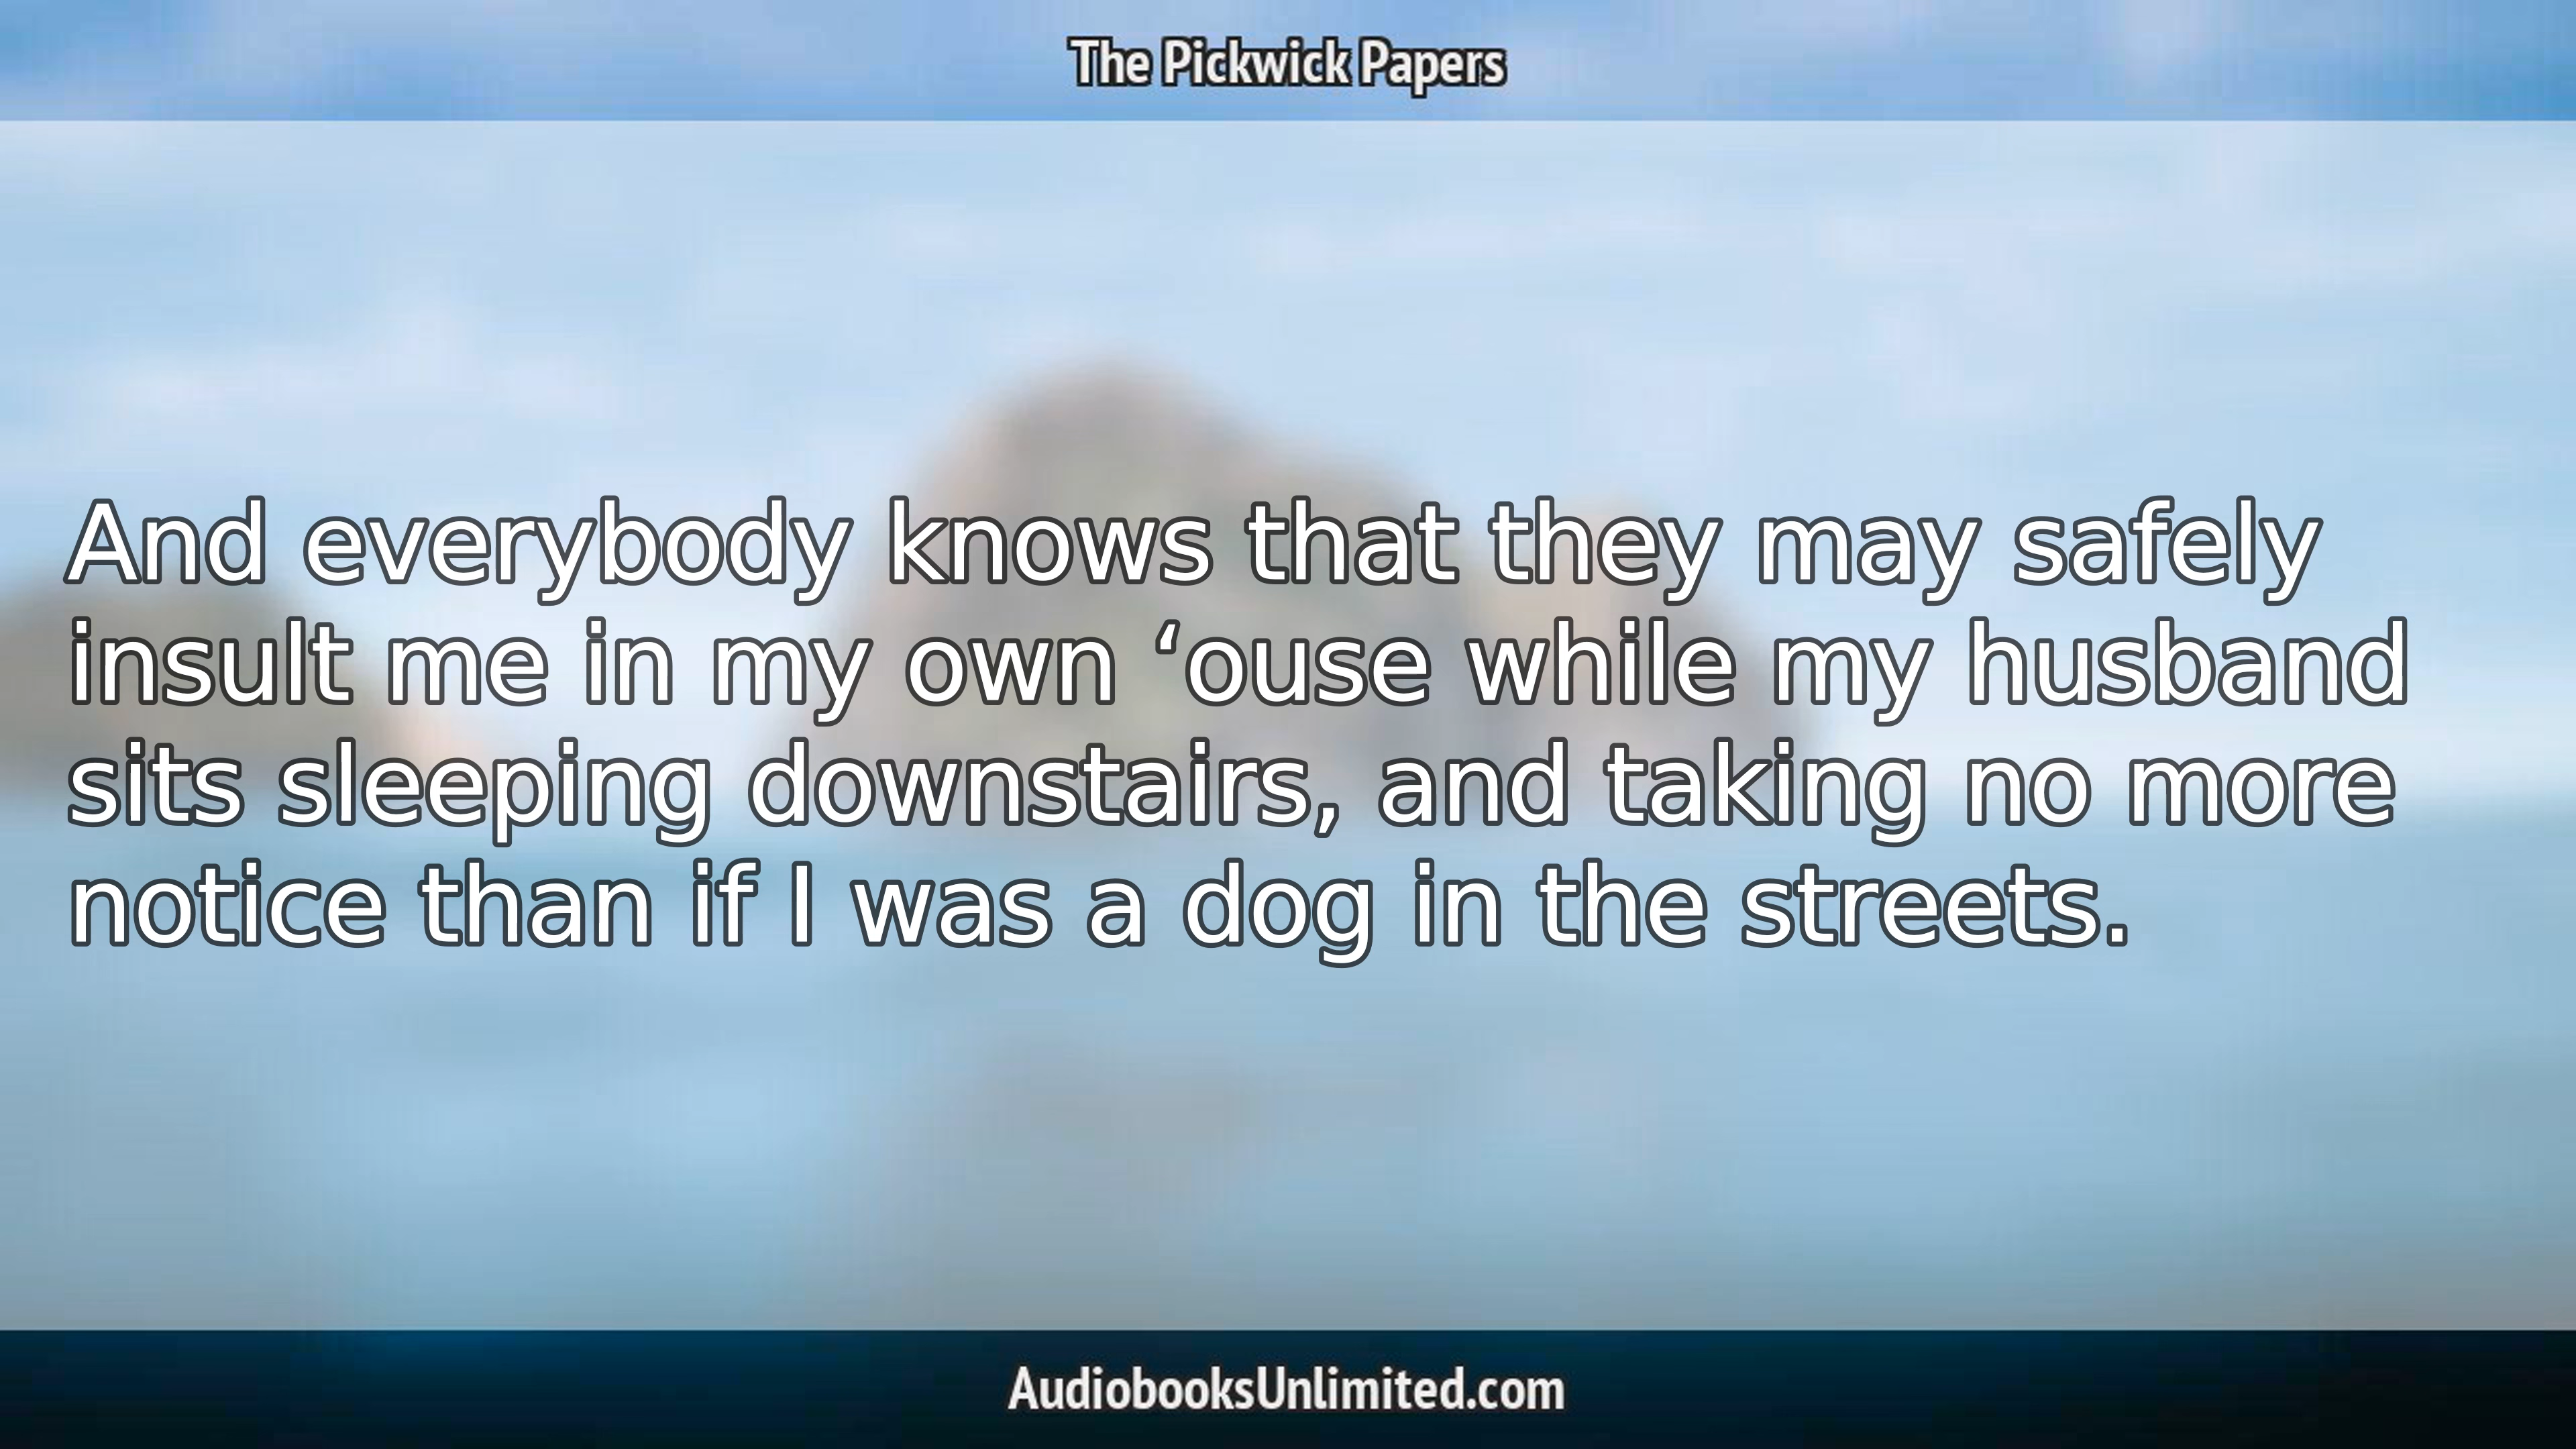 The Pickwick Papers
And everybody knows that they may safely
insult me in my own ‘ouse while my husband
sits sleeping downstairs, and taking no more
notice than if I was a dog in the streets.
AudiobooksUnlimited.com